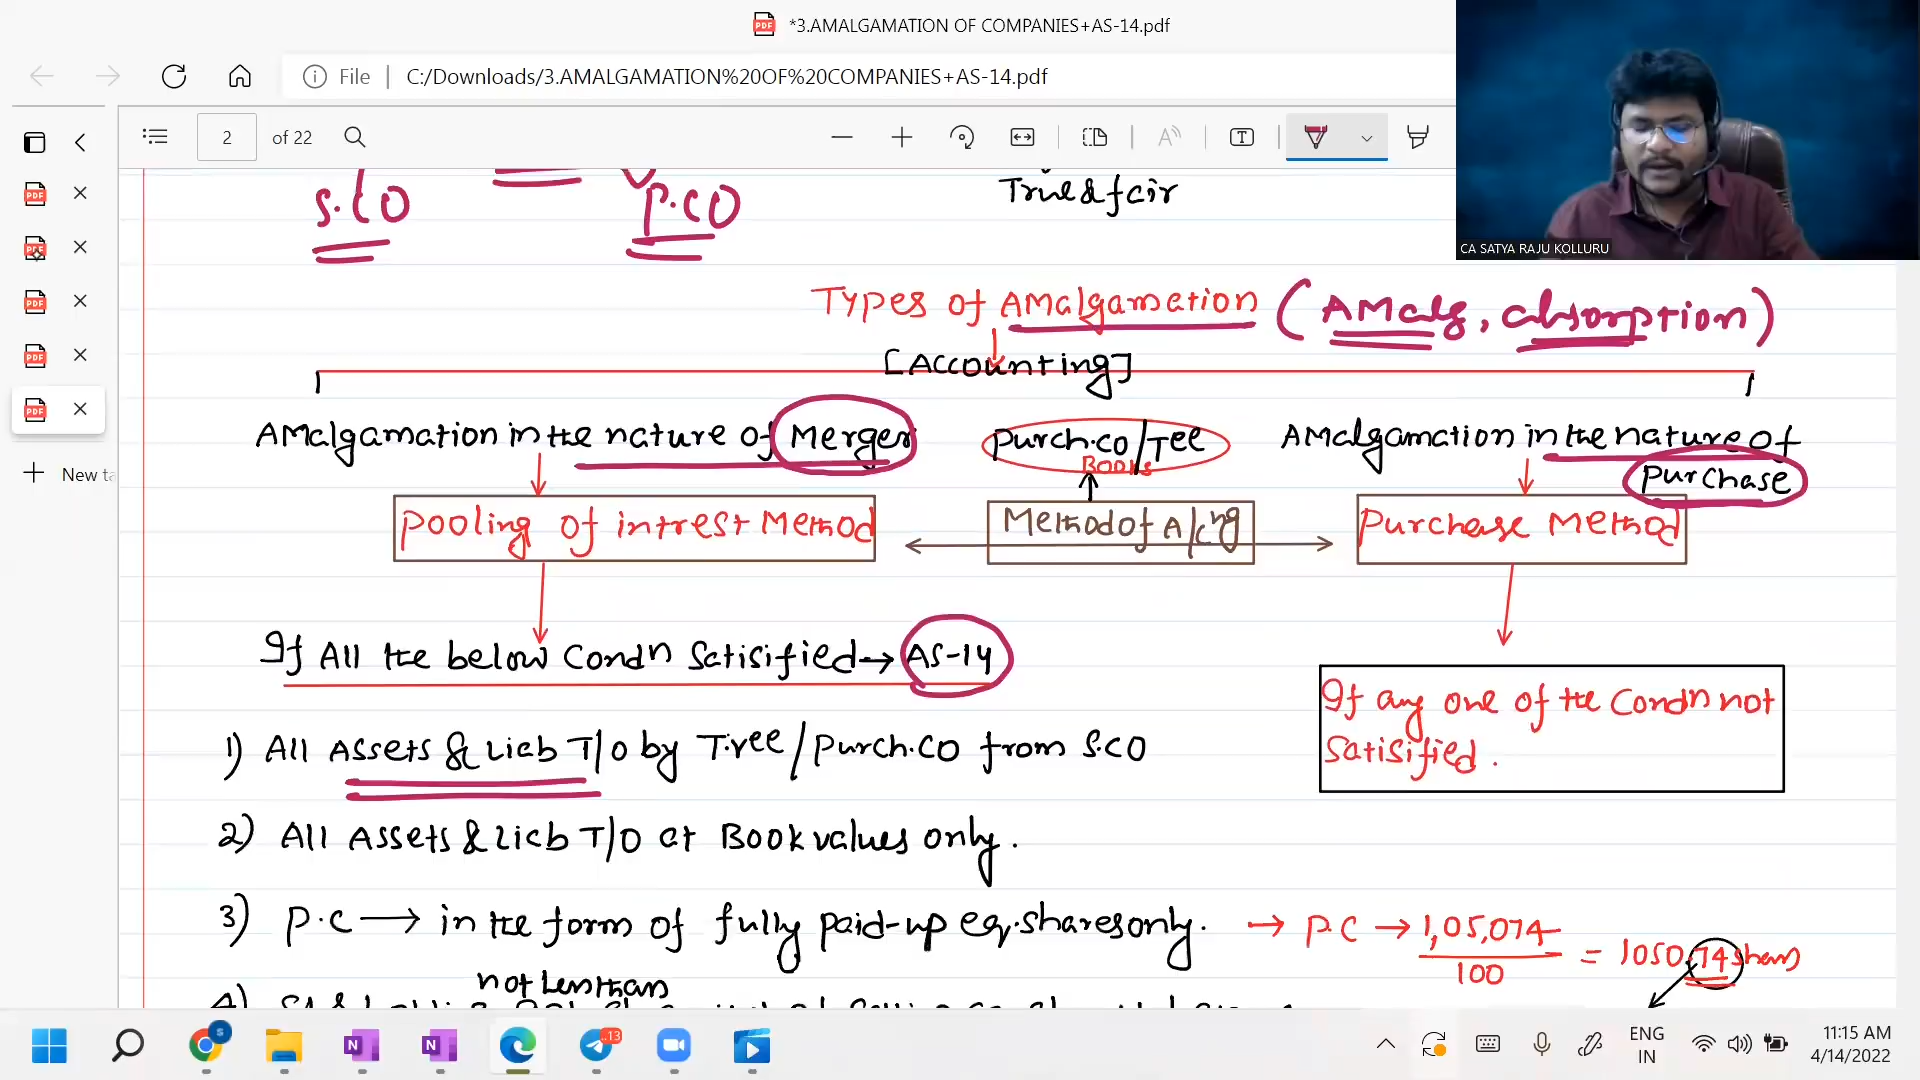 *3.AMALGAMATION OF COMPANIES+AS-14.pdf
File | C:/Downloads/3.AMALGAMATION%20OF%20COMPANIES+AS-14.pdf
2 of 22
CA SATYA RAJU KOLLURU
S.CO P.CO
True & fair
Types of Amalgamation (Amalg, absorption)
[Accounting]
Amalgamation in the nature of Merger
Purch.co/Tee
Books
Amalgamation in the nature of
Purchase
Pooling of intrest Method
Method of A/cng
Purchase Method
If All the below Condn Satisified → AS-14
If any one of the Condn not
Satisified.
1) All Assets & Liab T/o by T.ree/Purch.co from S.CO
2) All Assets & Liab T/o at Book values only.
3) P.C → in the form of fully paid-up eq.shares only. → P.C → 1,05,074
100
= 1050.74 shares
not less than
New ta
13
ENG
IN
11:15 AM
4/14/2022